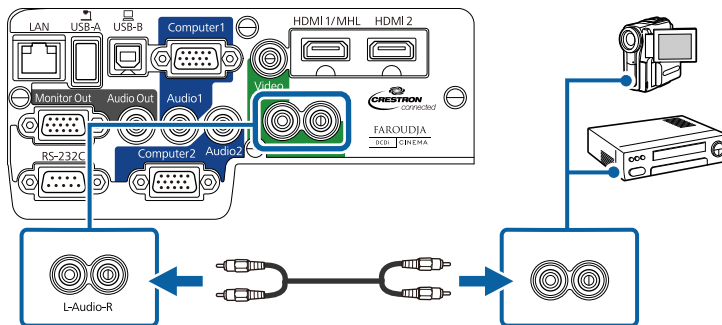 LAN
USB-A
USB-B
Computer1
HDMI 1/MHL
HDMI 2
Video
Monitor Out
Audio Out
Audio1
Audio2
CRESTRON
connected
FAROUDJA
DCDi CINEMA
RS-232C
Computer2
L-Audio-R